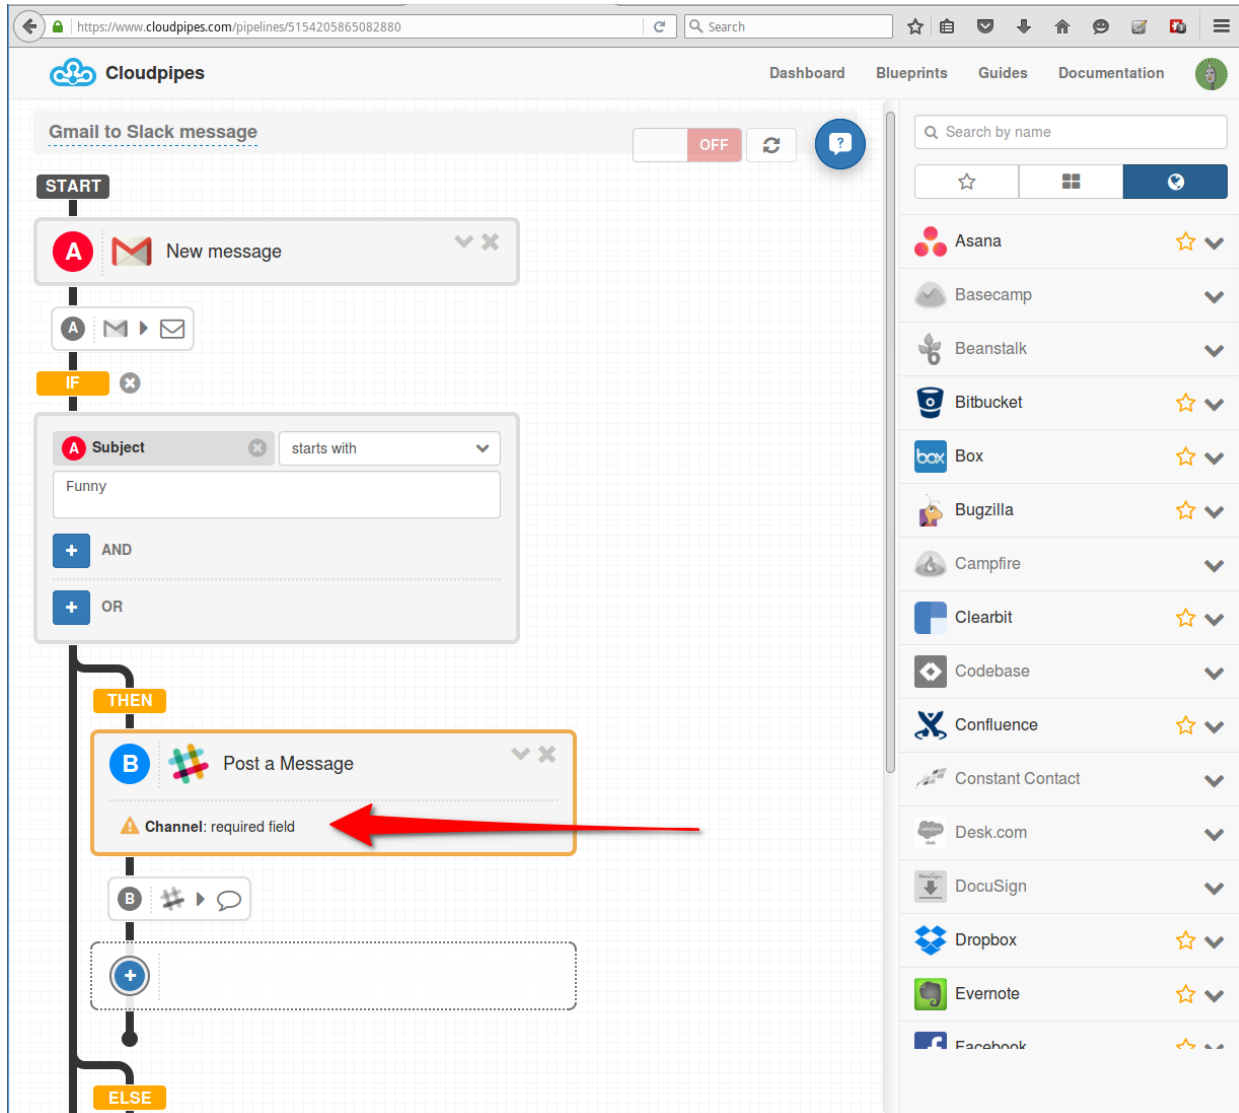 https://www.cloudpipes.com/pipelines/5154205865082880
Search
Cloudpipes
Dashboard
Blueprints
Guides
Documentation
Gmail to Slack message
OFF
?
START
A
New message
A
IF
A Subject
starts with
Funny
+ AND
+ OR
THEN
B
Post a Message
Channel: required field
B
+
ELSE
Search by name
Asana
Basecamp
Beanstalk
Bitbucket
box Box
Bugzilla
Campfire
Clearbit
Codebase
Confluence
Constant Contact
Desk.com
DocuSign
Dropbox
Evernote
Facebook